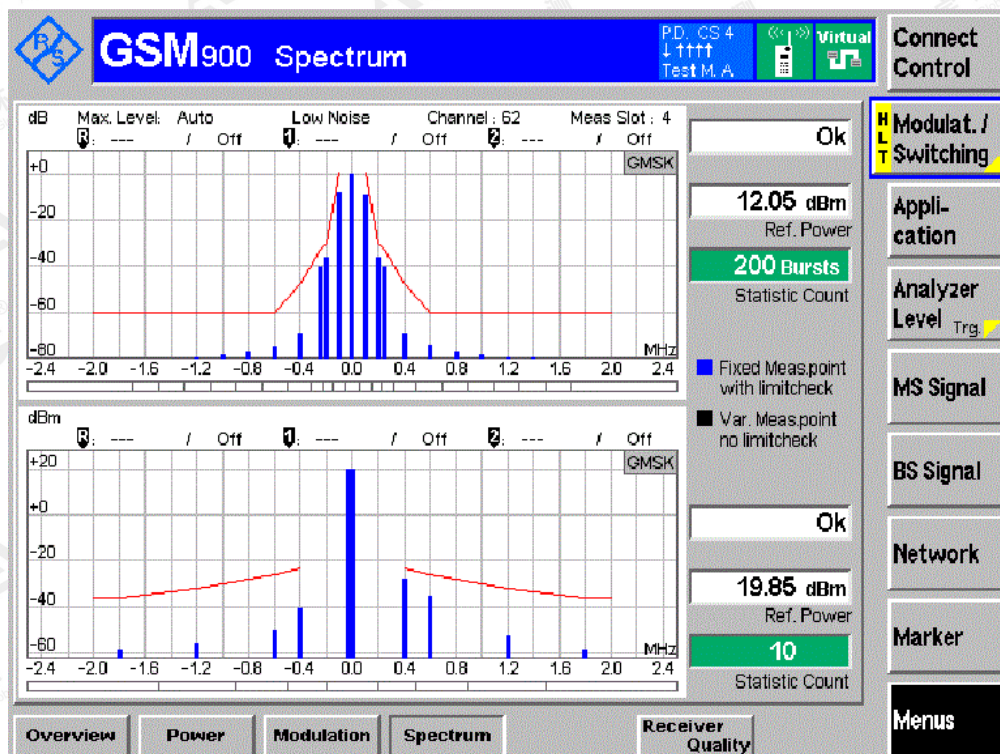 R S
GSM900 Spectrum
P.D. CS 4
↓ ↑↑↑↑
Test M. A
Virtual
Connect Control
dB Max. Level: Auto Low Noise Channel : 62 Meas Slot : 4
R : --- / Off 1 : --- / Off 2 : --- / Off
GMSK
+0
-20
-40
-60
-80
MHz
-2.4 -2.0 -1.6 -1.2 -0.8 -0.4 0.0 0.4 0.8 1.2 1.6 2.0 2.4
Ok
12.05 dBm
Ref. Power
200 Bursts
Statistic Count
Fixed Meas.point
with limitcheck
Var. Meas.point
no limitcheck
dBm
R : --- / Off 1 : --- / Off 2 : --- / Off
GMSK
+20
+0
-20
-40
-60
MHz
-2.4 -2.0 -1.6 -1.2 -0.8 -0.4 0.0 0.4 0.8 1.2 1.6 2.0 2.4
Ok
19.85 dBm
Ref. Power
10
Statistic Count
HLT
Modulat. /
Switching
Appli-
cation
Analyzer
Level Trg.
MS Signal
BS Signal
Network
Marker
Menus
Overview Power Modulation Spectrum Receiver
Quality